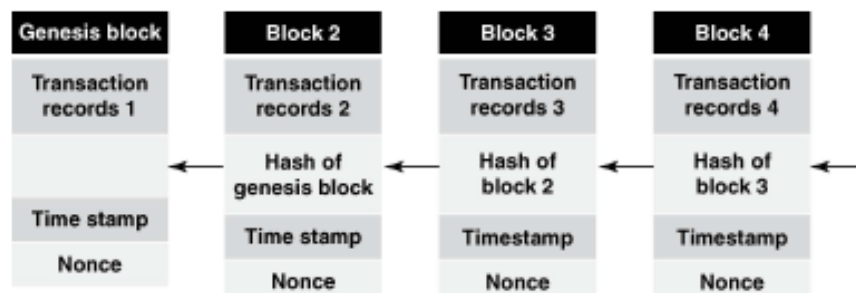 Genesis block
Transaction
records 1
Time stamp
Nonce
Block 2
Transaction
records 2
Hash of
genesis block
Time stamp
Nonce
Block 3
Transaction
records 3
Hash of
block 2
Timestamp
Nonce
Block 4
Transaction
records 4
Hash of
block 3
Timestamp
Nonce